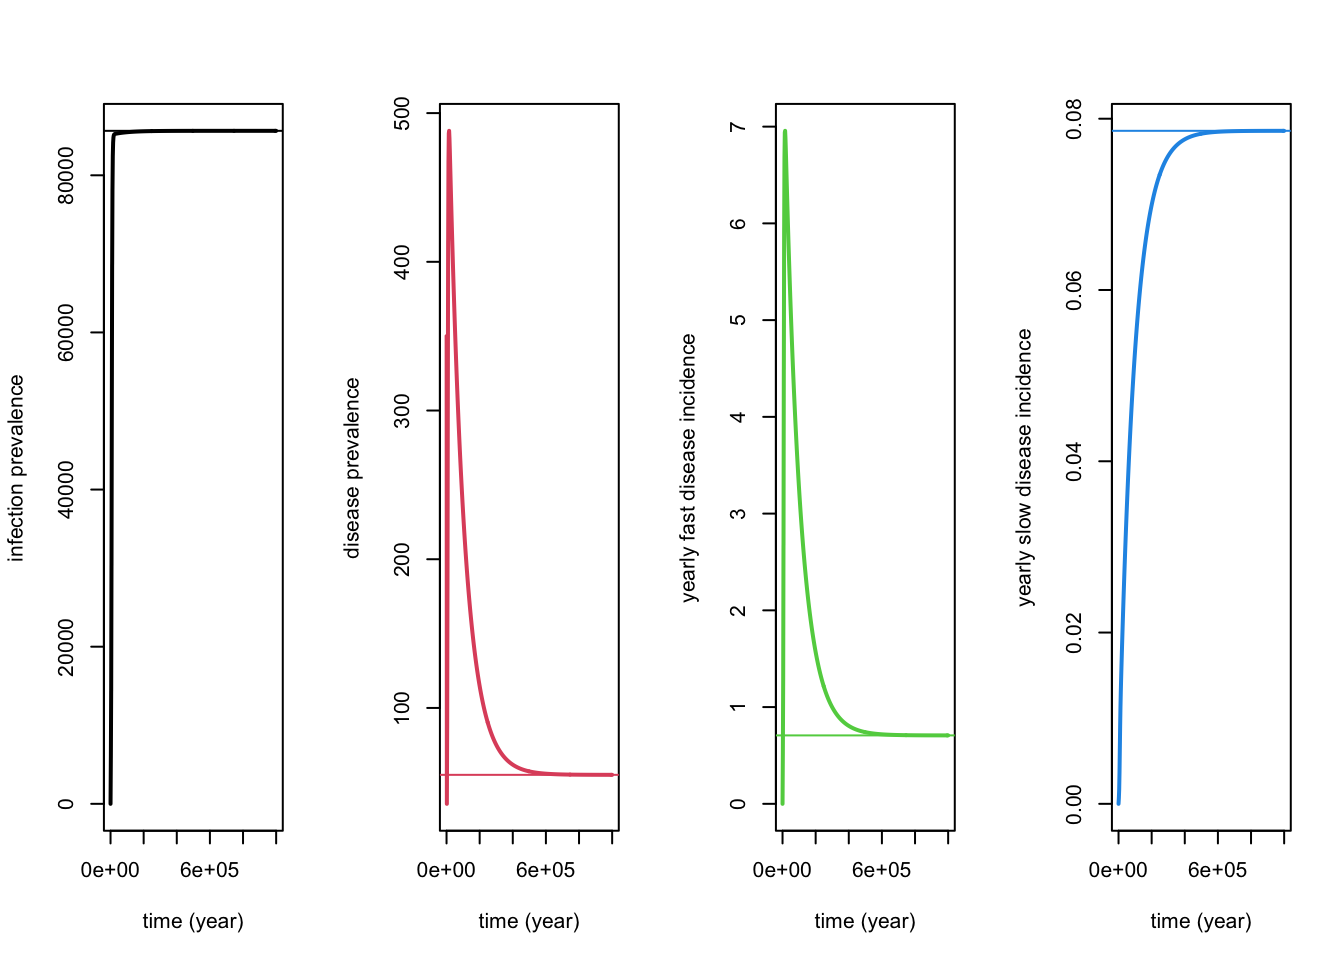 infection prevalence
80000
60000
40000
20000
0
0e+00 6e+05
time (year)
disease prevalence
500
400
300
200
100
0e+00 6e+05
time (year)
yearly fast disease incidence
7
6
5
4
3
2
1
0
0e+00 6e+05
time (year)
yearly slow disease incidence
0.08
0.06
0.04
0.02
0.00
0e+00 6e+05
time (year)